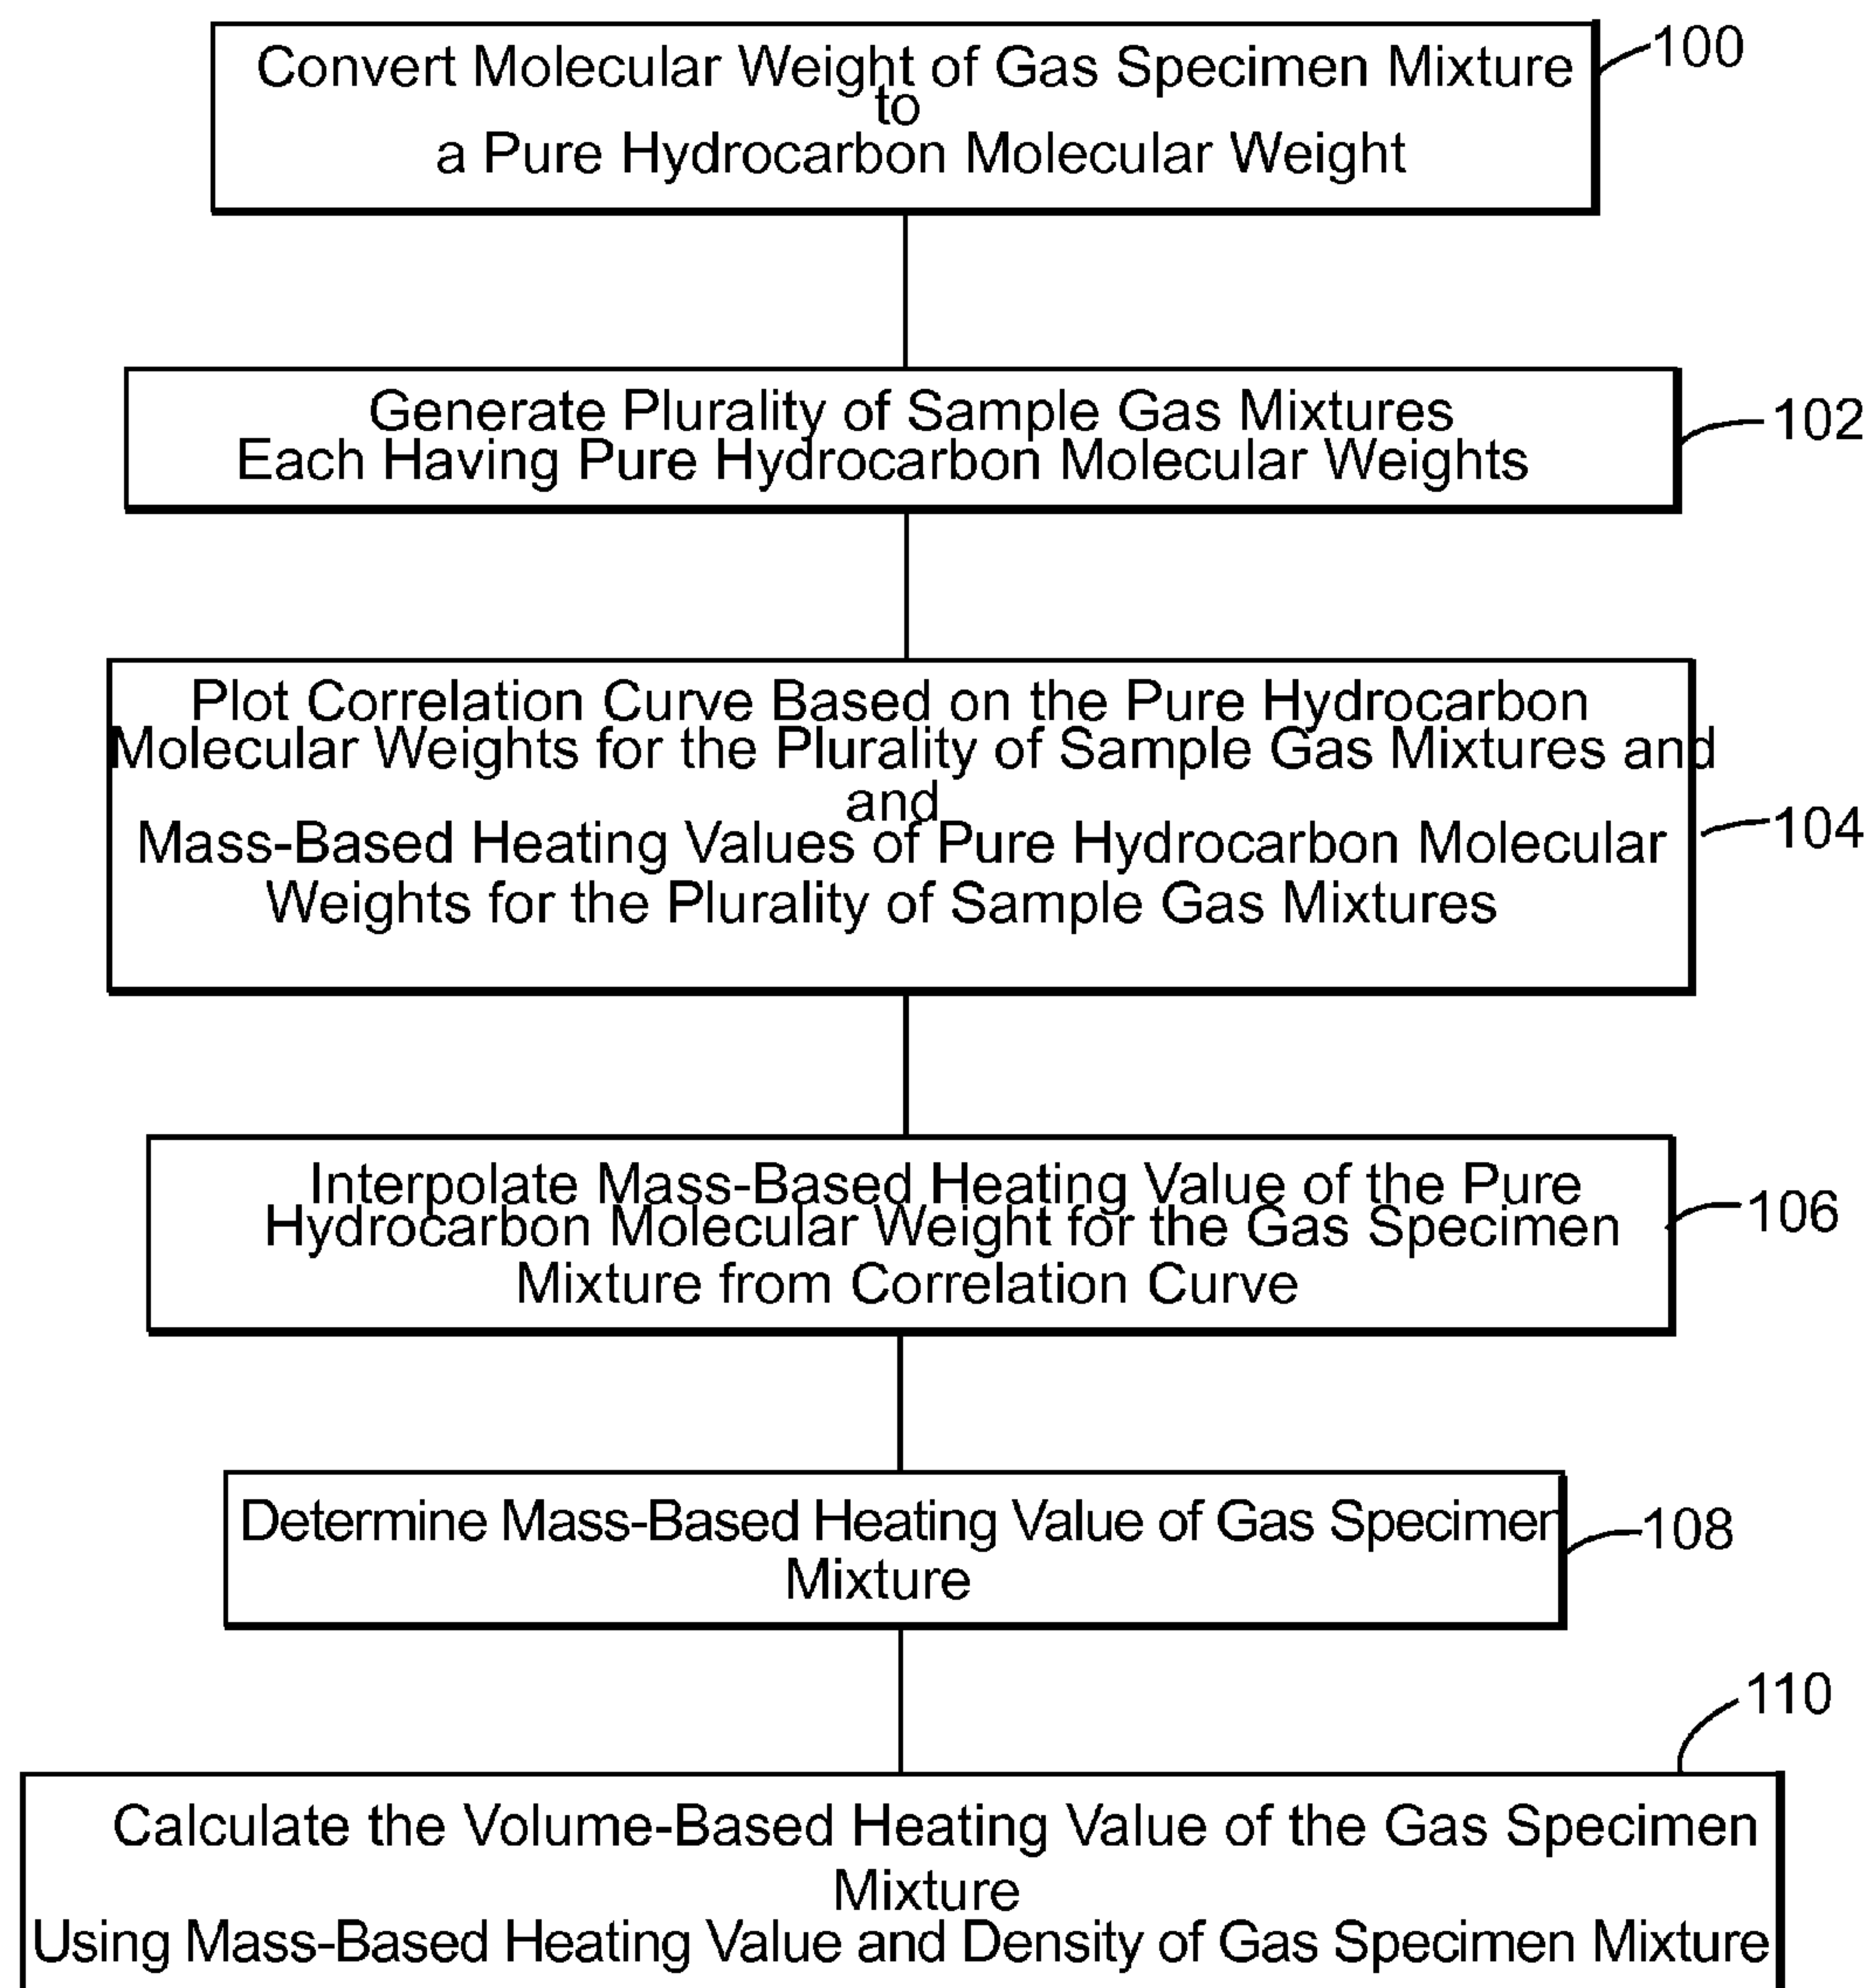 Convert Molecular Weight of Gas Specimen Mixture
to
a Pure Hydrocarbon Molecular Weight
100
Generate Plurality of Sample Gas Mixtures
Each Having Pure Hydrocarbon Molecular Weights
102
Plot Correlation Curve Based on the Pure Hydrocarbon
Molecular Weights for the Plurality of Sample Gas Mixtures and
and
Mass-Based Heating Values of Pure Hydrocarbon Molecular
Weights for the Plurality of Sample Gas Mixtures
104
Interpolate Mass-Based Heating Value of the Pure
Hydrocarbon Molecular Weight for the Gas Specimen
Mixture from Correlation Curve
106
Determine Mass-Based Heating Value of Gas Specimen
Mixture
108
110
Calculate the Volume-Based Heating Value of the Gas Specimen
Mixture
Using Mass-Based Heating Value and Density of Gas Specimen Mixture